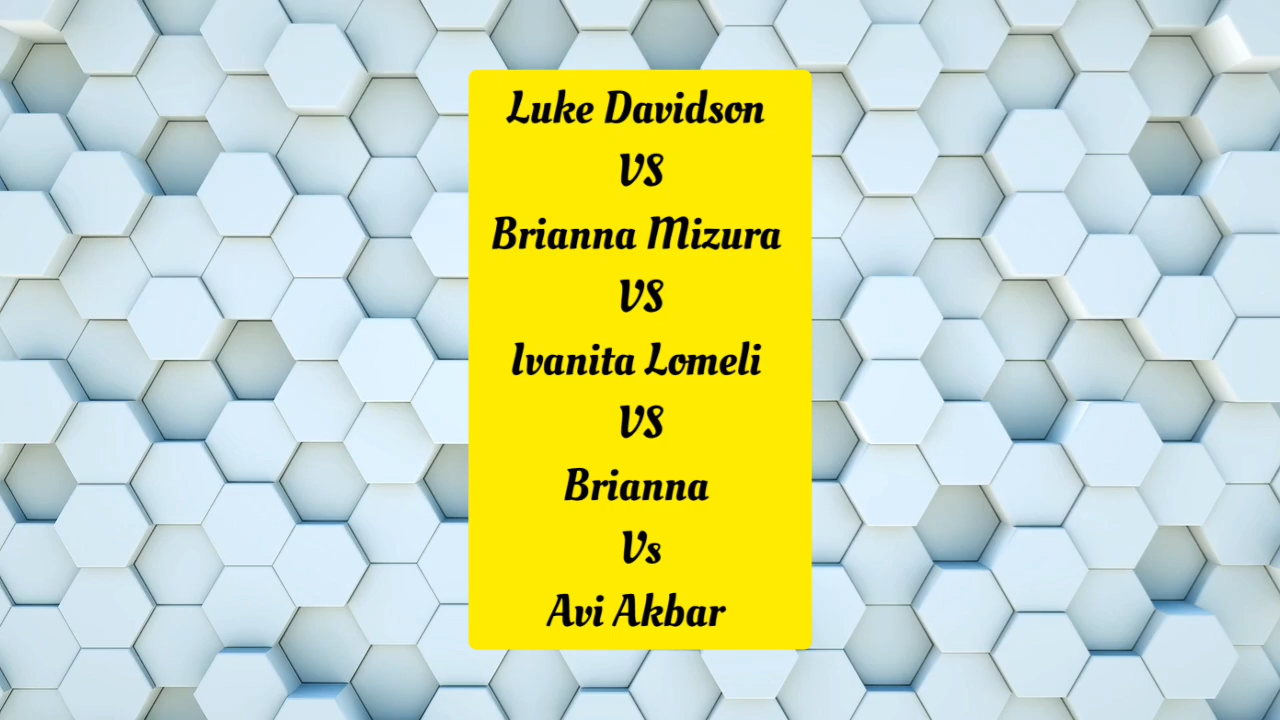 Luke Davidson
VS
Brianna Mizura
VS
Ivanita Lomeli
VS
Brianna
Vs
Avi Akbar